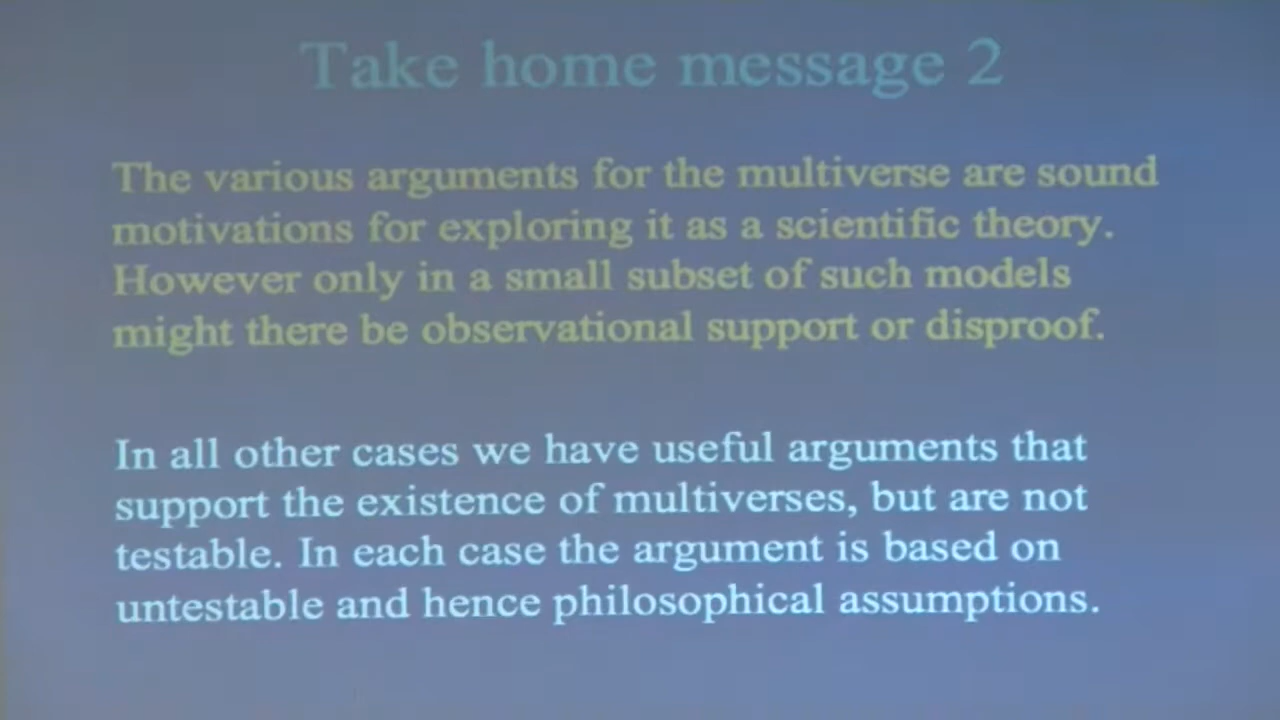 Take home message 2
The various arguments for the multiverse are sound
motivations for exploring it as a scientific theory.
However only in a small subset of such models
might there be observational support or disproof.
In all other cases we have useful arguments that
support the existence of multiverses, but are not
testable. In each case the argument is based on
untestable and hence philosophical assumptions.